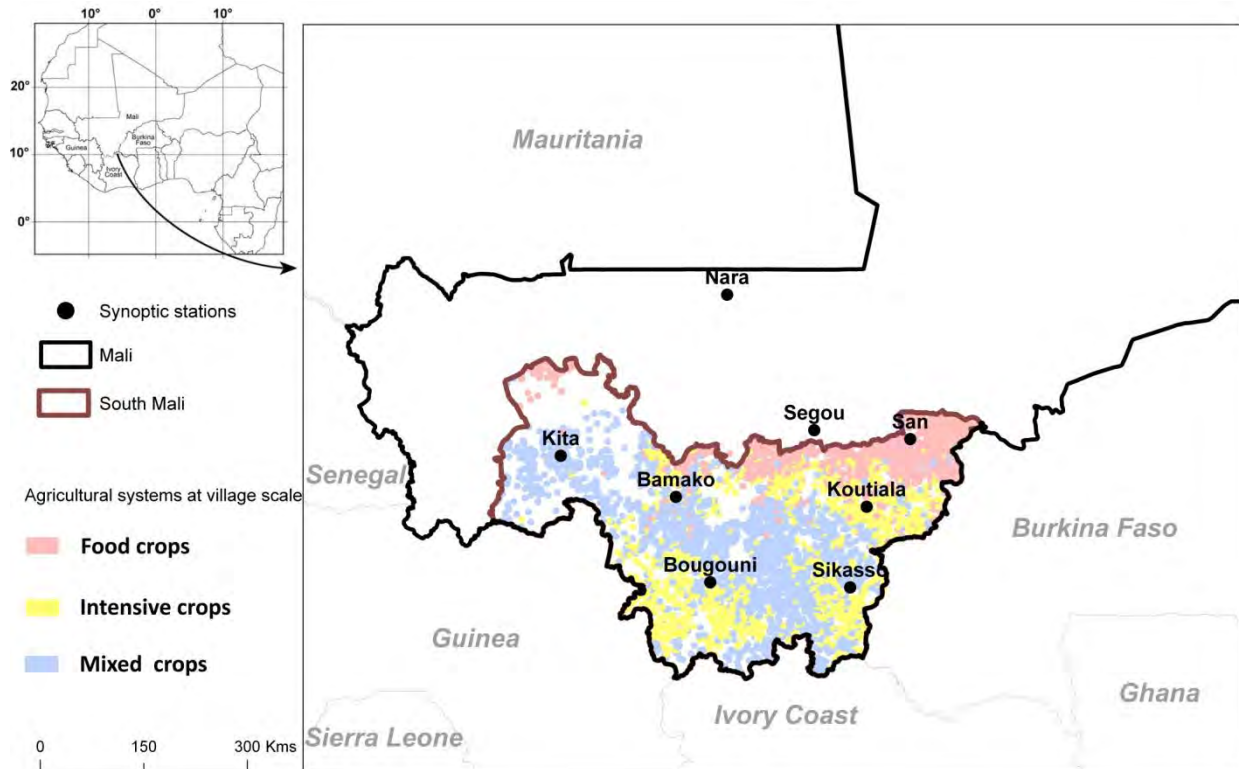 10°
0°
10°
20°
10°
0°
Mali
Burkina
Faso
Guinea
Ivory
Coast
Synoptic stations
Mali
South Mali
Agricultural systems at village scale
Food crops
Intensive crops
Mixed crops
0
150
300 Kms
Mauritania
Nara
Segou
San
Kita
Senegal
Bamako
Koutiala
Burkina Faso
Bougouni
Sikasso
Guinea
Ghana
Ivory Coast
Sierra Leone